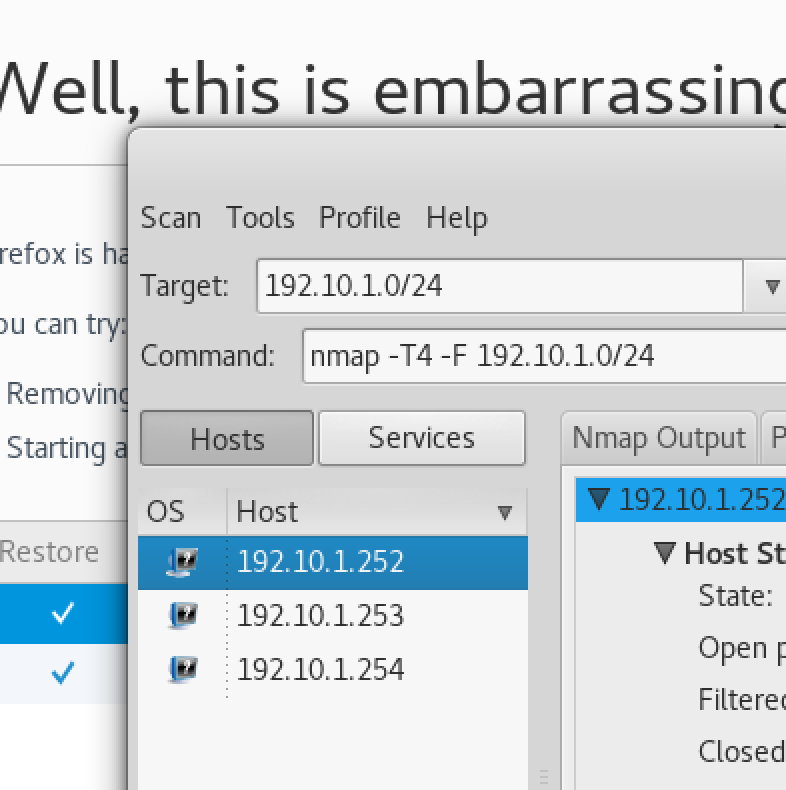 Well, this is embarrassing
Scan Tools Profile Help
refox is ha
Target: 192.10.1.0/24
ou can try:
Command: nmap -T4 -F 192.10.1.0/24
Removing
Starting a
Hosts Services Nmap Output P
OS Host
192.10.1.252
192.10.1.253
192.10.1.254
192.10.1.252
Host St
State:
Open p
Filtered
Closed
Restore